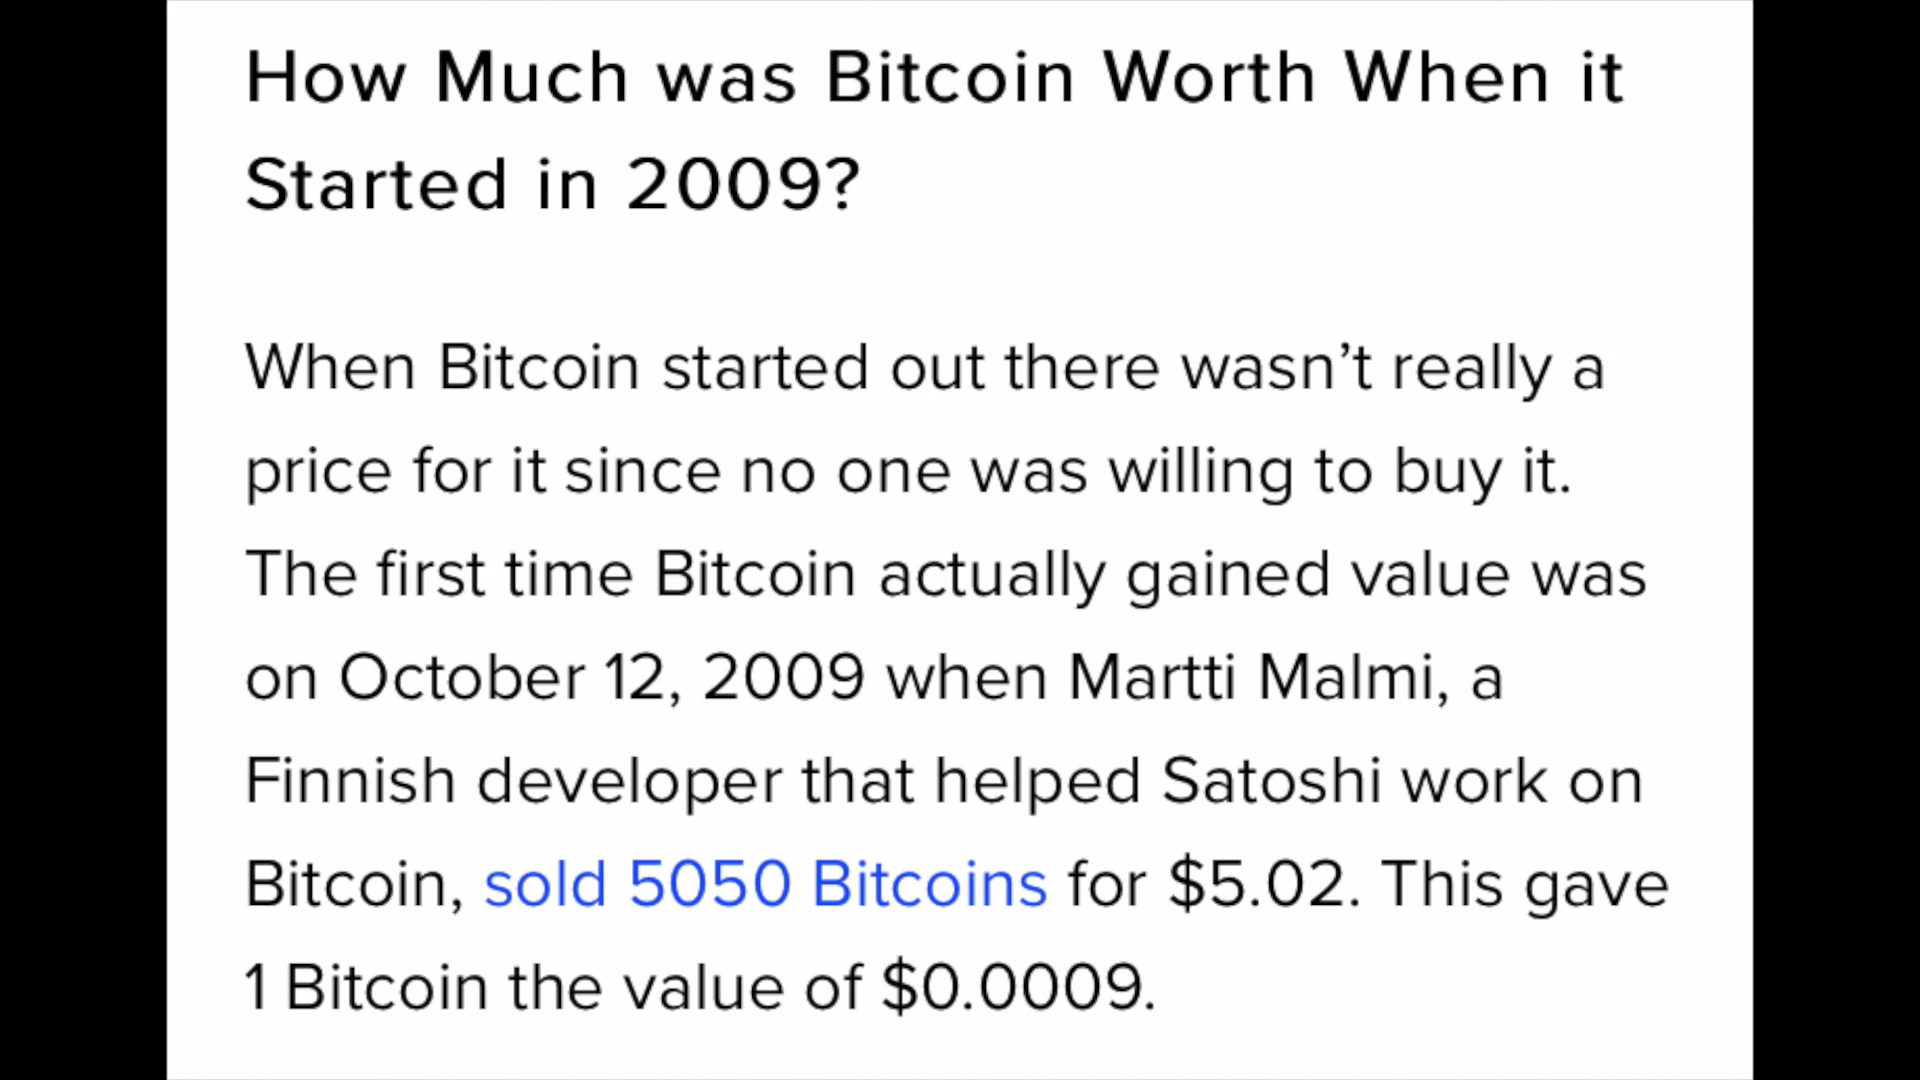 How Much was Bitcoin Worth When it
Started in 2009?
When Bitcoin started out there wasn’t really a
price for it since no one was willing to buy it.
The first time Bitcoin actually gained value was
on October 12, 2009 when Martti Malmi, a
Finnish developer that helped Satoshi work on
Bitcoin, sold 5050 Bitcoins for $5.02. This gave
1 Bitcoin the value of $0.0009.